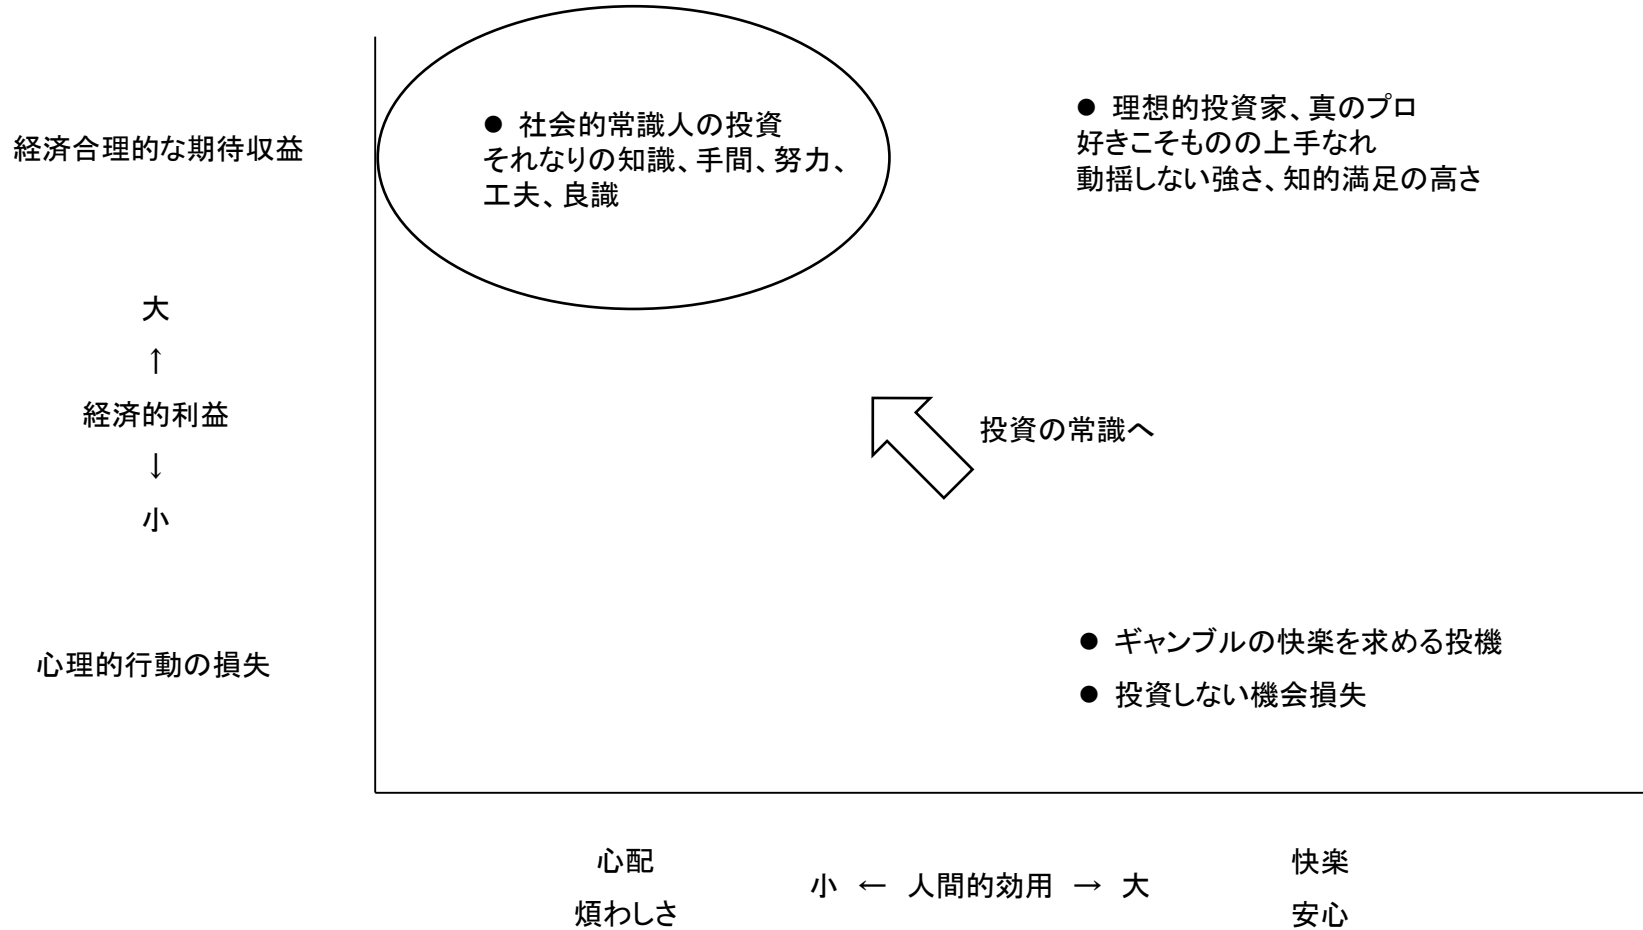 ● 社会的常識人の投資
それなりの知識、手間、努力、
工夫、良識
● 理想的投資家、真のプロ
好きこそものの上手なれ
動揺しない強さ、知的満足の高さ
経済合理的な期待収益
大
↑
経済的利益
↓
小
投資の常識へ
心理的行動の損失
● ギャンブルの快楽を求める投機
● 投資しない機会損失
心配
煩わしさ
小 ← 人間的効用 → 大
快楽
安心